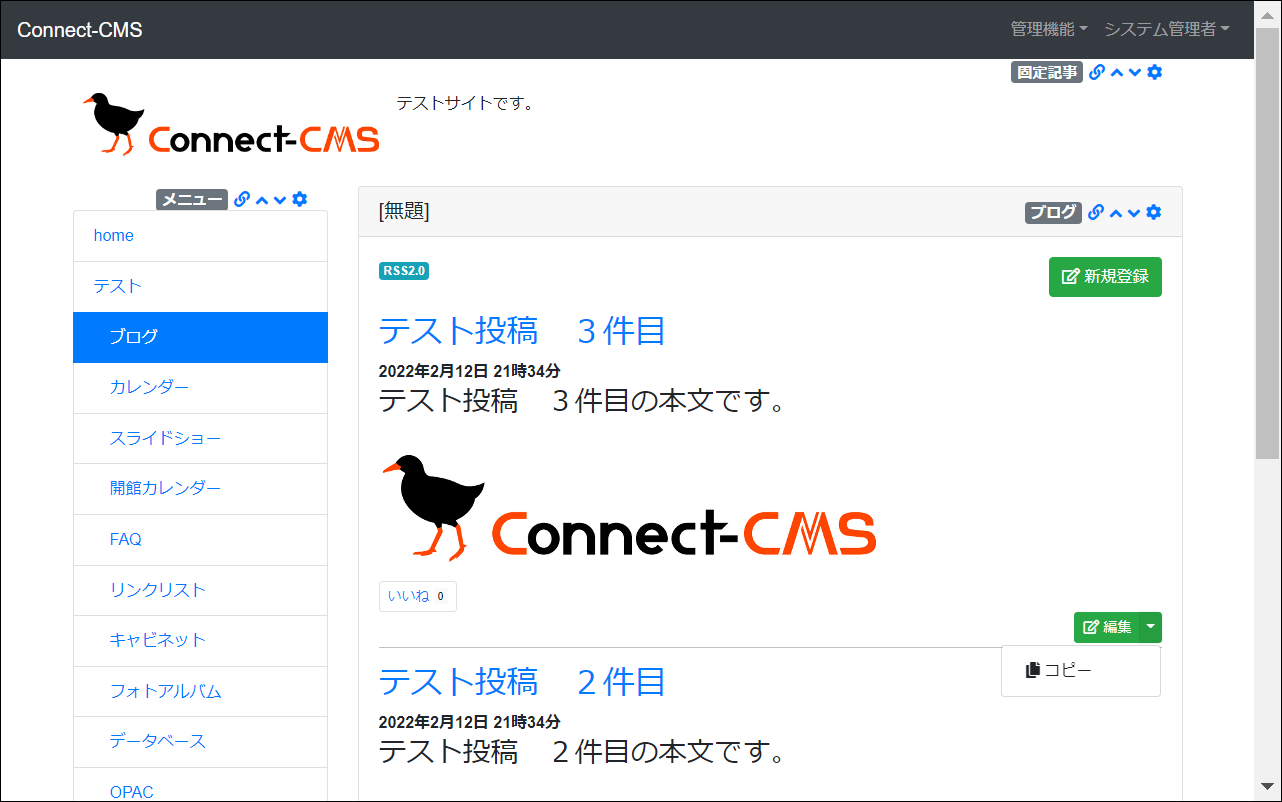 Connect-CMS
管理機能 システム管理者
固定記事
Connect-CMS
テストサイトです。
メニュー
home
テスト
ブログ
カレンダー
スライドショー
開館カレンダー
FAQ
リンクリスト
キャビネット
フォトアルバム
データベース
OPAC
[無題]
ブログ
RSS2.0
新規登録
テスト投稿　３件目
2022年2月12日 21時34分
テスト投稿　３件目の本文です。
Connect-CMS
いいね 0
編集
コピー
テスト投稿　２件目
2022年2月12日 21時34分
テスト投稿　２件目の本文です。